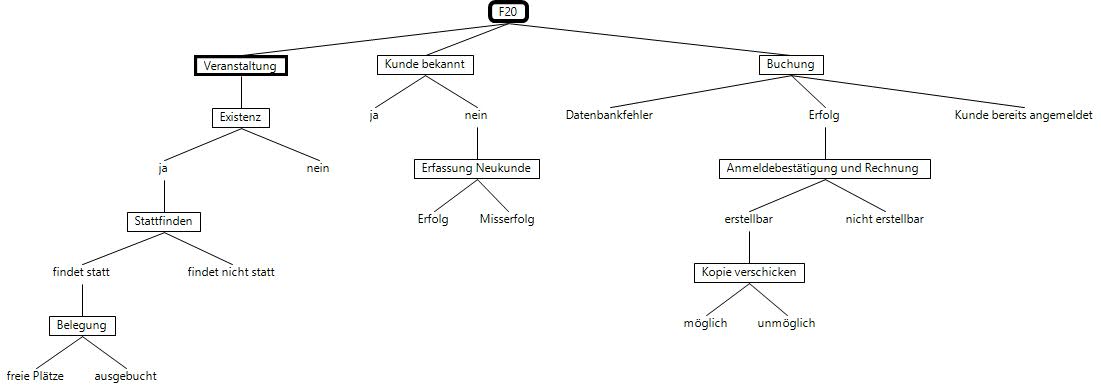 F20
Veranstaltung
Kunde bekannt
Buchung
Existenz
ja
nein
Datenbankfehler
Erfolg
Kunde bereits angemeldet
ja
nein
Erfassung Neukunde
Anmeldebestätigung und Rechnung
Stattfinden
Erfolg
Misserfolg
erstellbar
nicht erstellbar
findet statt
findet nicht statt
Kopie verschicken
Belegung
möglich
unmöglich
freie Plätze
ausgebucht